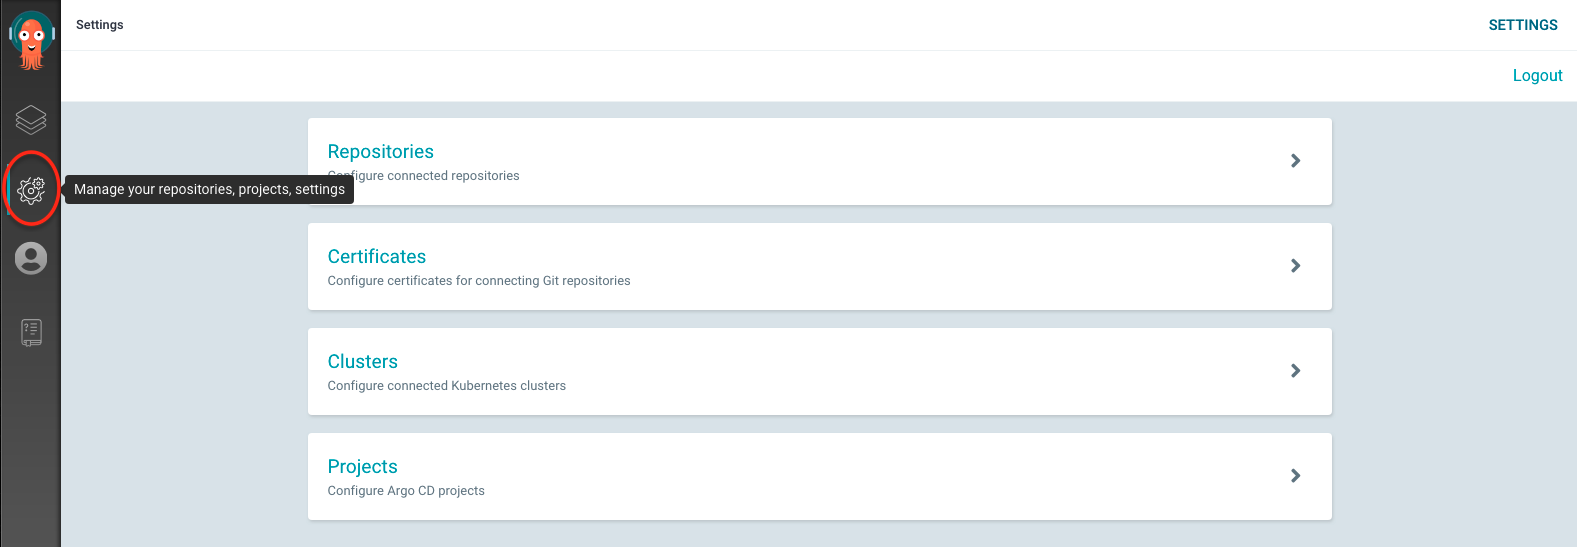 Settings
SETTINGS
Logout
Repositories
Manage your repositories, projects, settings
figure connected repositories
Certificates
Configure certificates for connecting Git repositories
Clusters
Configure connected Kubernetes clusters
Projects
Configure Argo CD projects